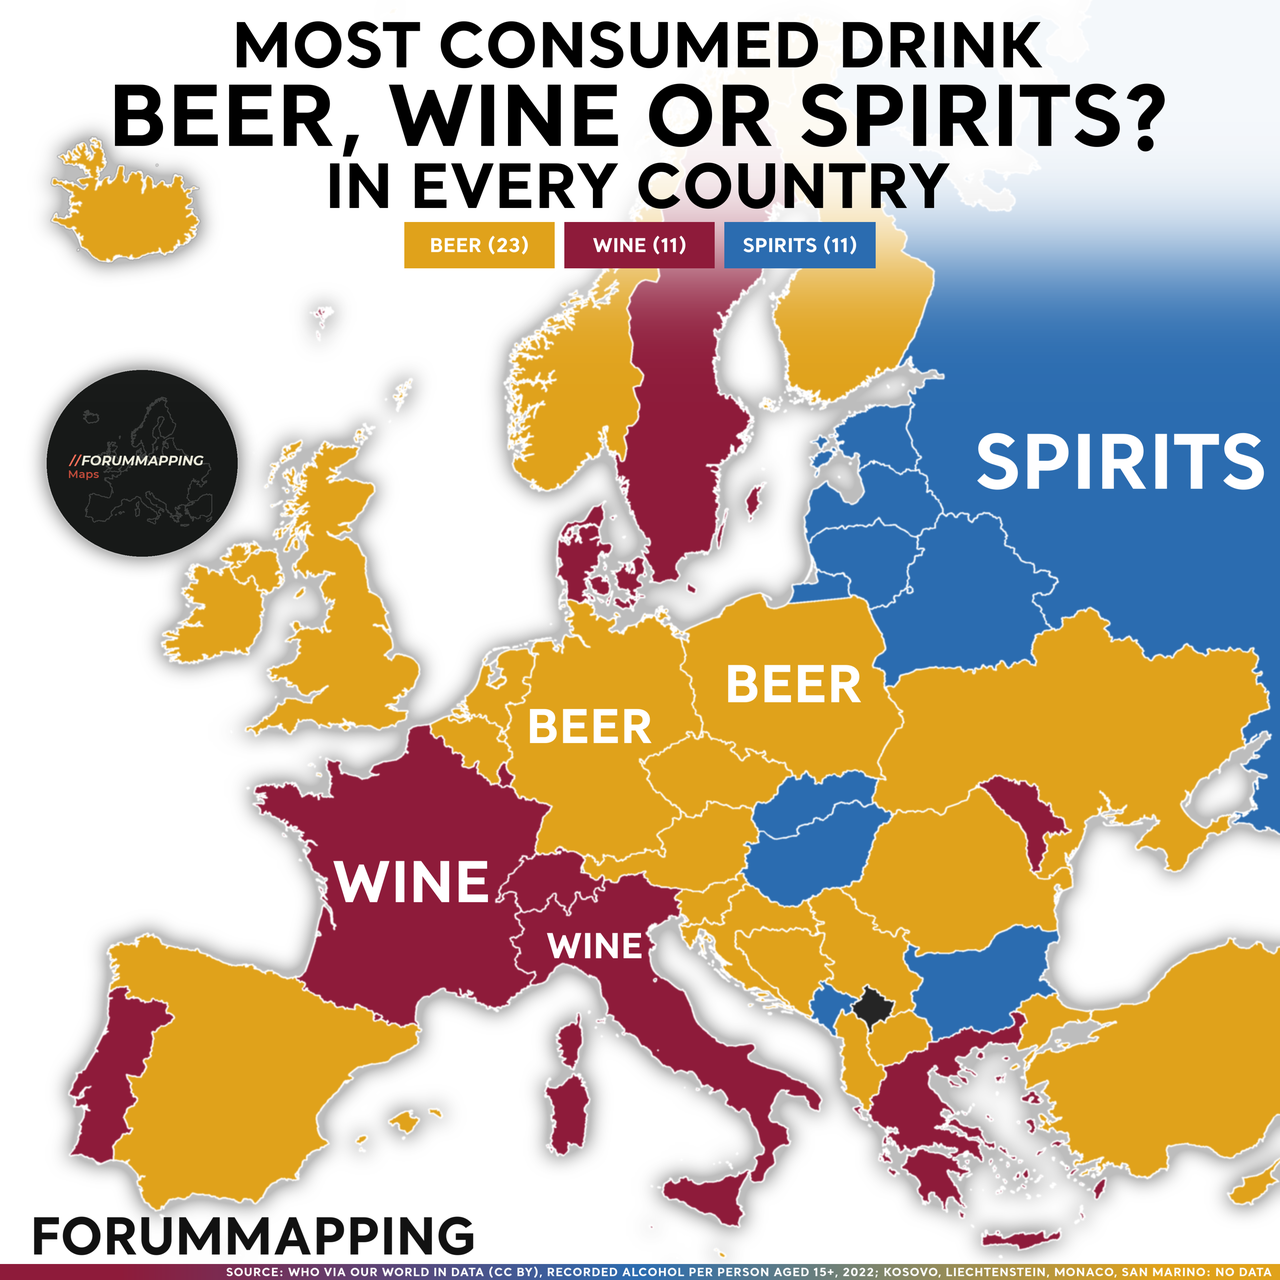 MOST CONSUMED DRINK
BEER, WINE OR SPIRITS?
IN EVERY COUNTRY
BEER (23)
WINE (11)
SPIRITS (11)
//FORUMMAPPING
Maps
SPIRITS
BEER
BEER
WINE
WINE
FORUMMAPPING
SOURCE: WHO VIA OUR WORLD IN DATA (CC BY), RECORDED ALCOHOL PER PERSON AGED 15+, 2022; KOSOVO, LIECHTENSTEIN, MONACO, SAN MARINO: NO DATA